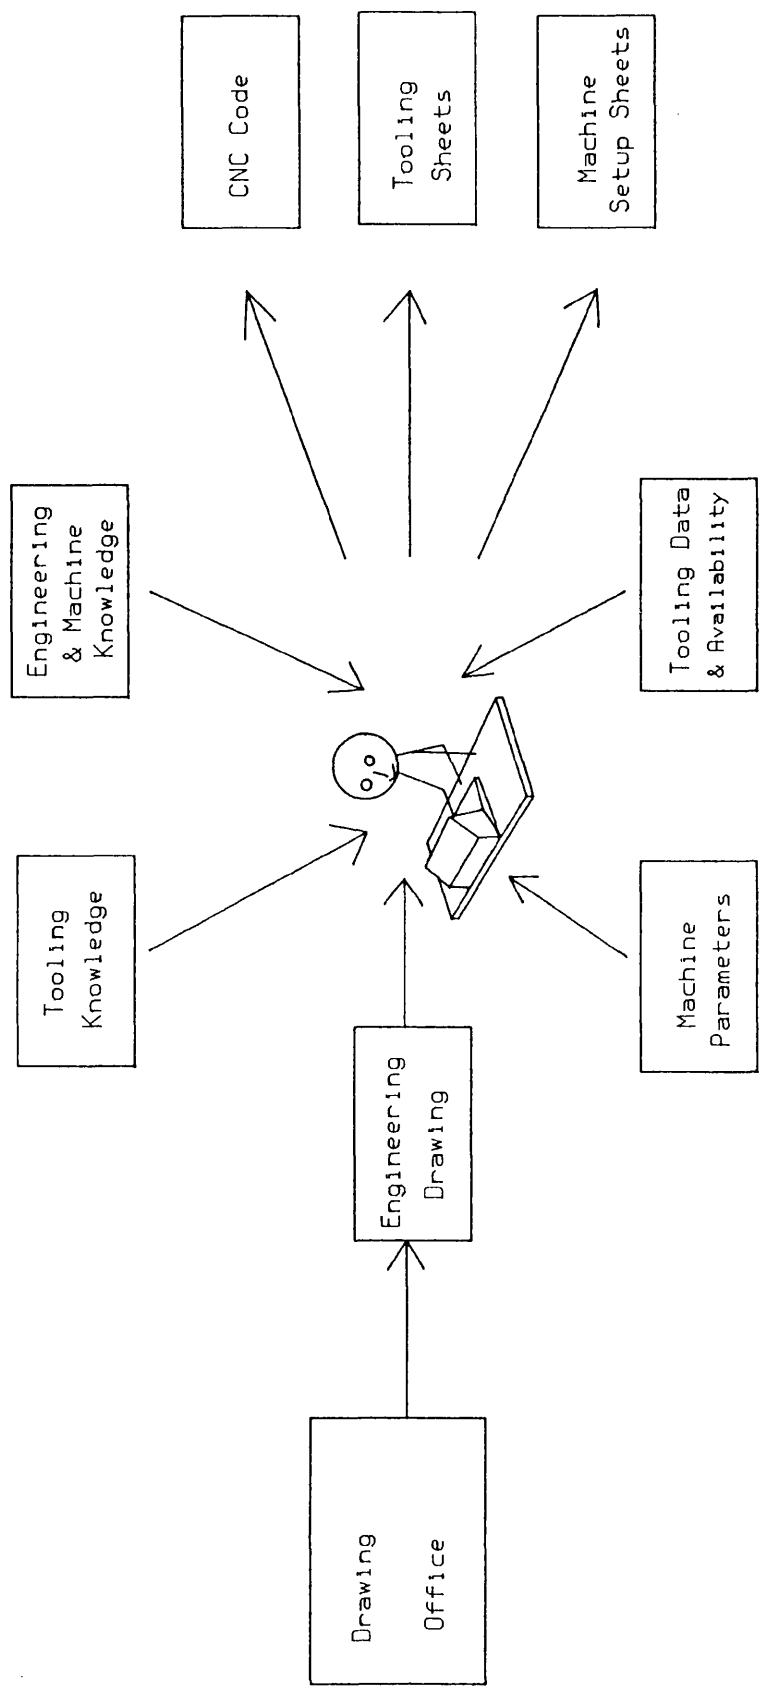 Drawing
Office
Engineering
Drawing
Tooling
Knowledge
Engineering
& Machine
Knowledge
Machine
Parameters
Tooling Data
& Availability
CNC Code
Tooling
Sheets
Machine
Setup Sheets